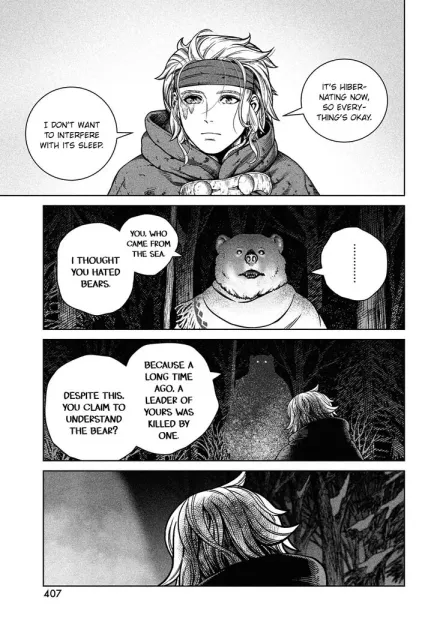 IT'S HIBER-
NATING NOW,
SO EVERY-
THING'S OKAY.
I DON'T WANT
TO INTERFERE
WITH ITS SLEEP.
..........
YOU, WHO
CAME FROM
THE SEA.
I THOUGHT
YOU HATED
BEARS.
BECAUSE A
LONG TIME
AGO, A
LEADER OF
YOURS WAS
KILLED BY
ONE.
DESPITE THIS,
YOU CLAIM TO
UNDERSTAND
THE BEAR?
407